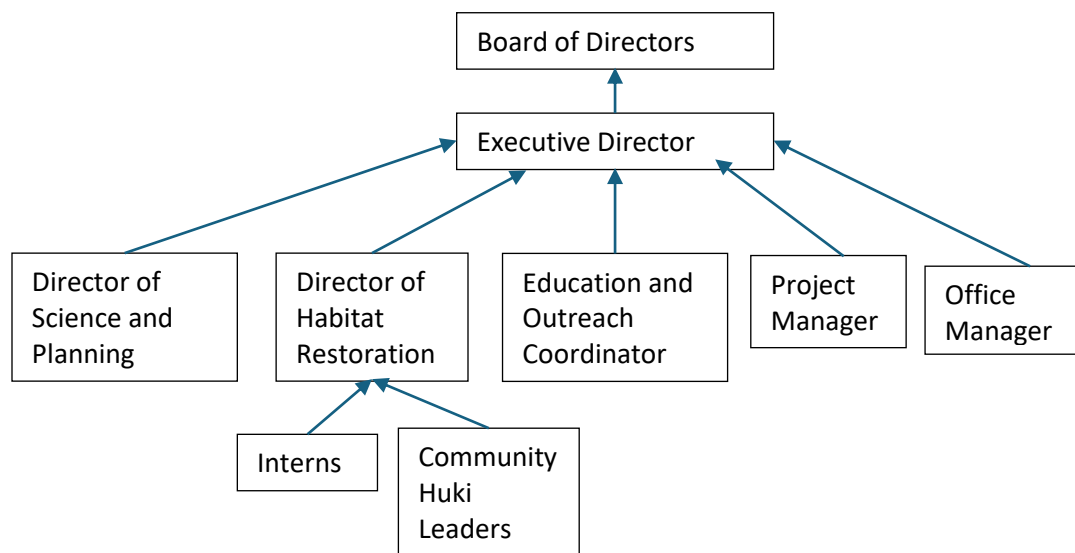 Board of Directors
Executive Director
Director of
Science and
Planning
Director of
Habitat
Restoration
Education and
Outreach
Coordinator
Project
Manager
Office
Manager
Interns
Community
Huki
Leaders